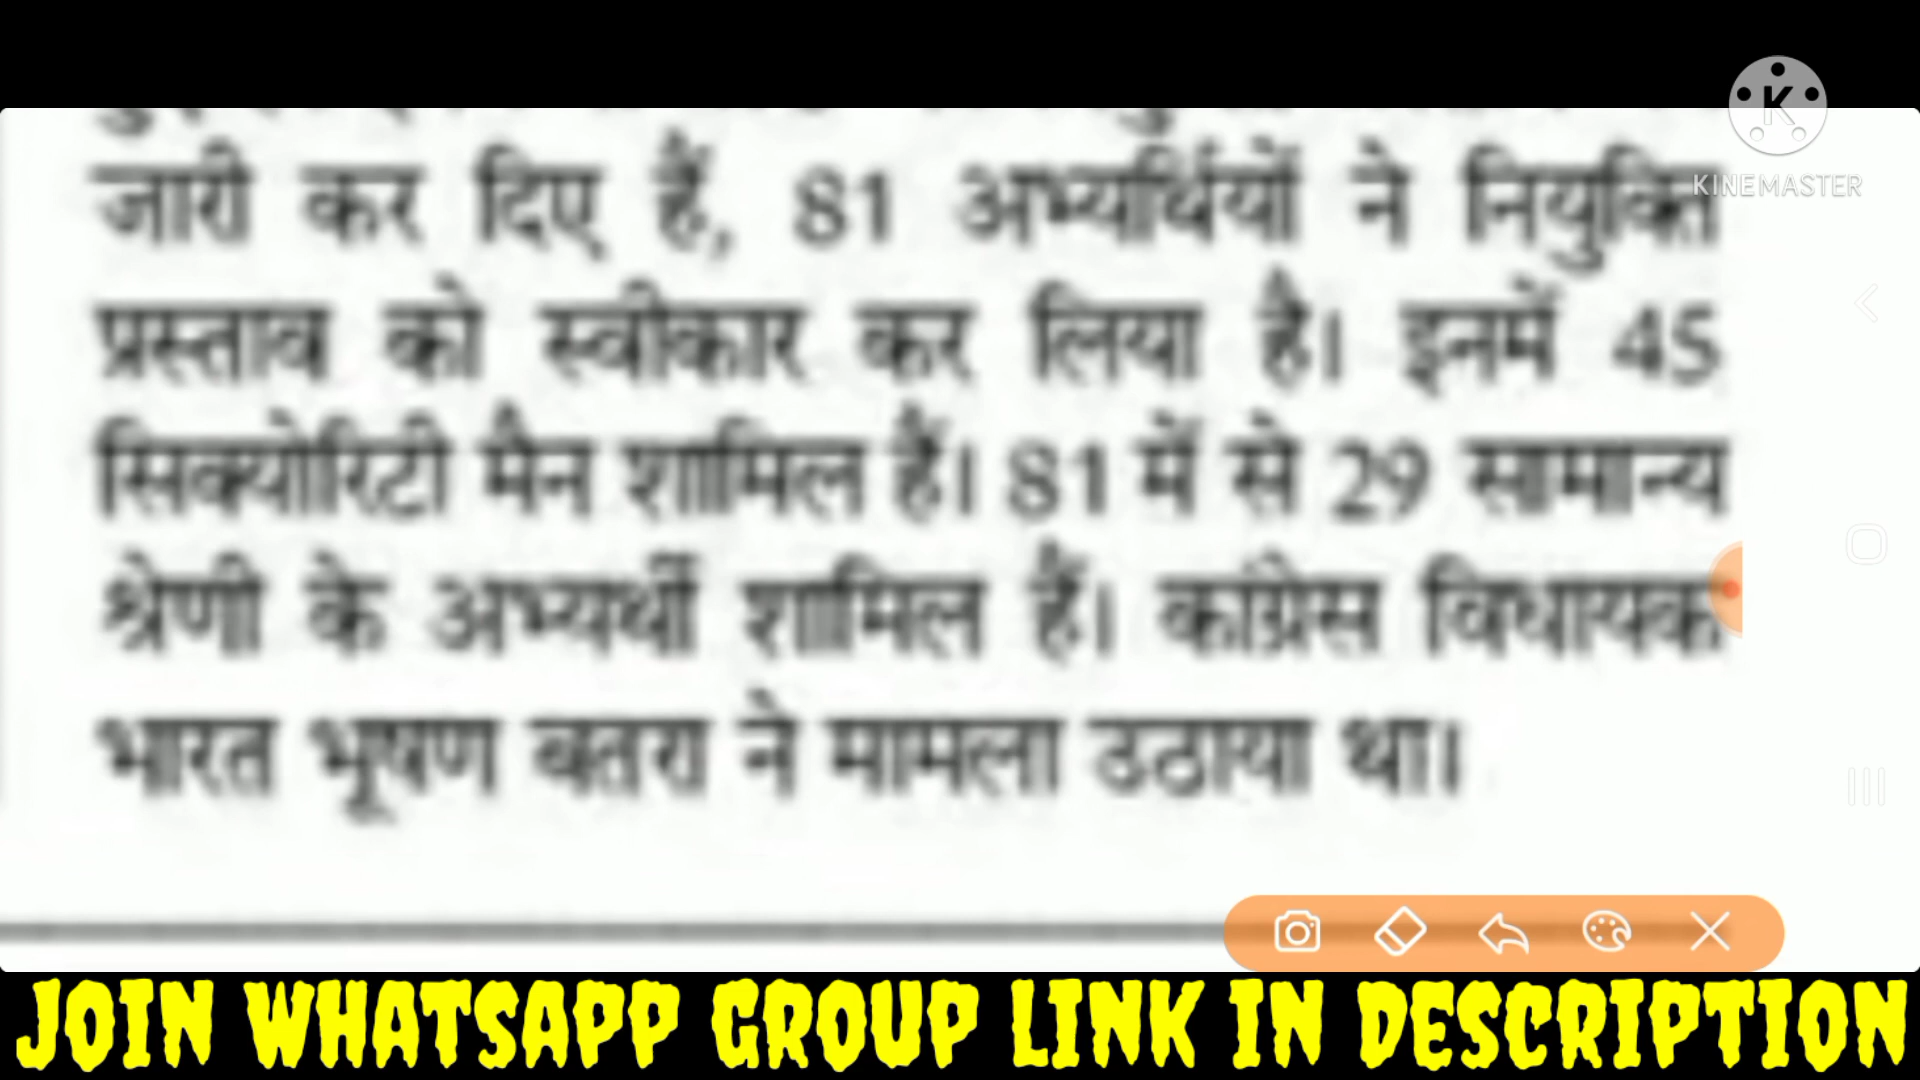 जारी कर दिए हैं, 81 अभ्यर्थियों ने नियुक्ति
प्रस्ताव को स्वीकार कर लिया है। इनमें 45
सिक्योरिटी मैन शामिल हैं। 81 में से 29 सामान्य
श्रेणी के अभ्यर्थी शामिल हैं। कांग्रेस विधायक
भारत भूषण बतरा ने मामला उठाया था।
K
KINEMASTER
JOIN WHATSAPP GROUP LINK IN DESCRIPTION